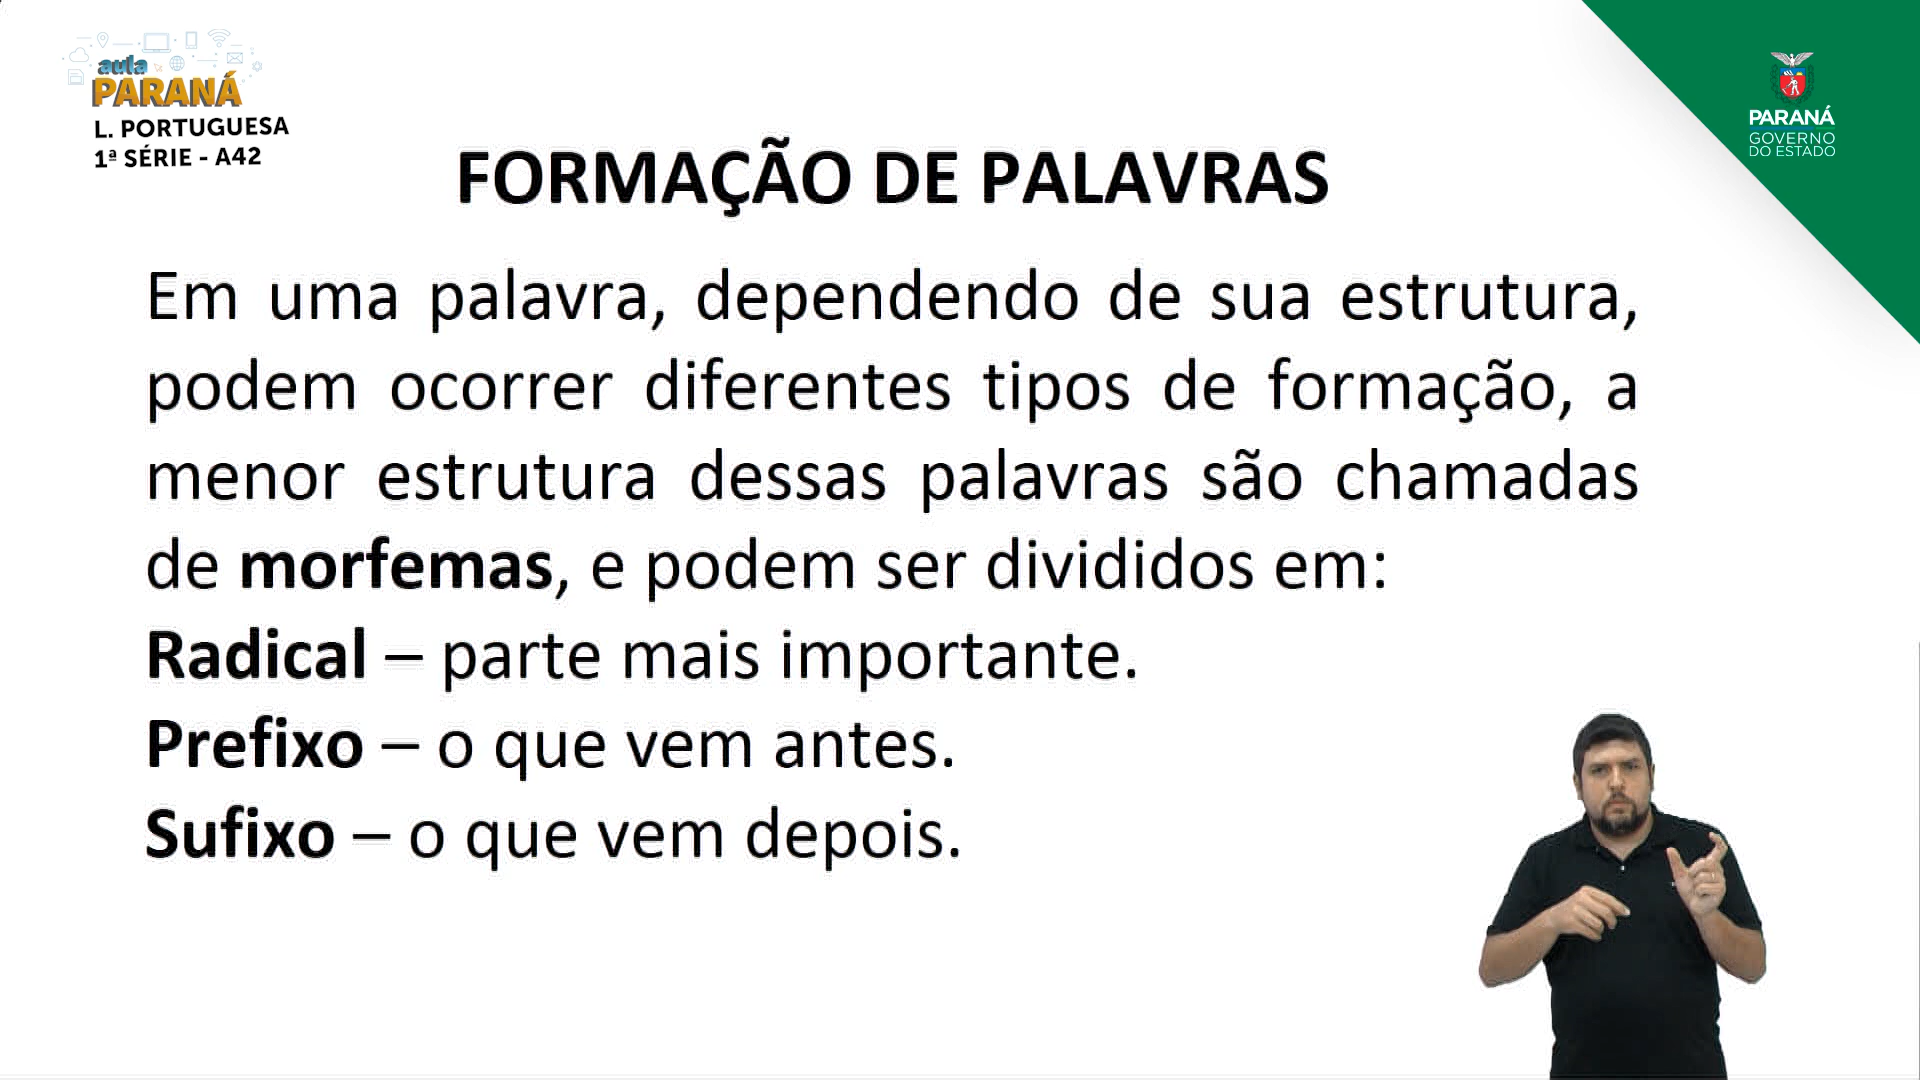 aula
PARANÁ
L. PORTUGUESA
1ª SÉRIE - A42
PARANÁ
GOVERNO
DO ESTADO
FORMAÇÃO DE PALAVRAS
Em uma palavra, dependendo de sua estrutura,
podem ocorrer diferentes tipos de formação, a
menor estrutura dessas palavras são chamadas
de morfemas, e podem ser divididos em:
Radical – parte mais importante.
Prefixo – o que vem antes.
Sufixo – o que vem depois.